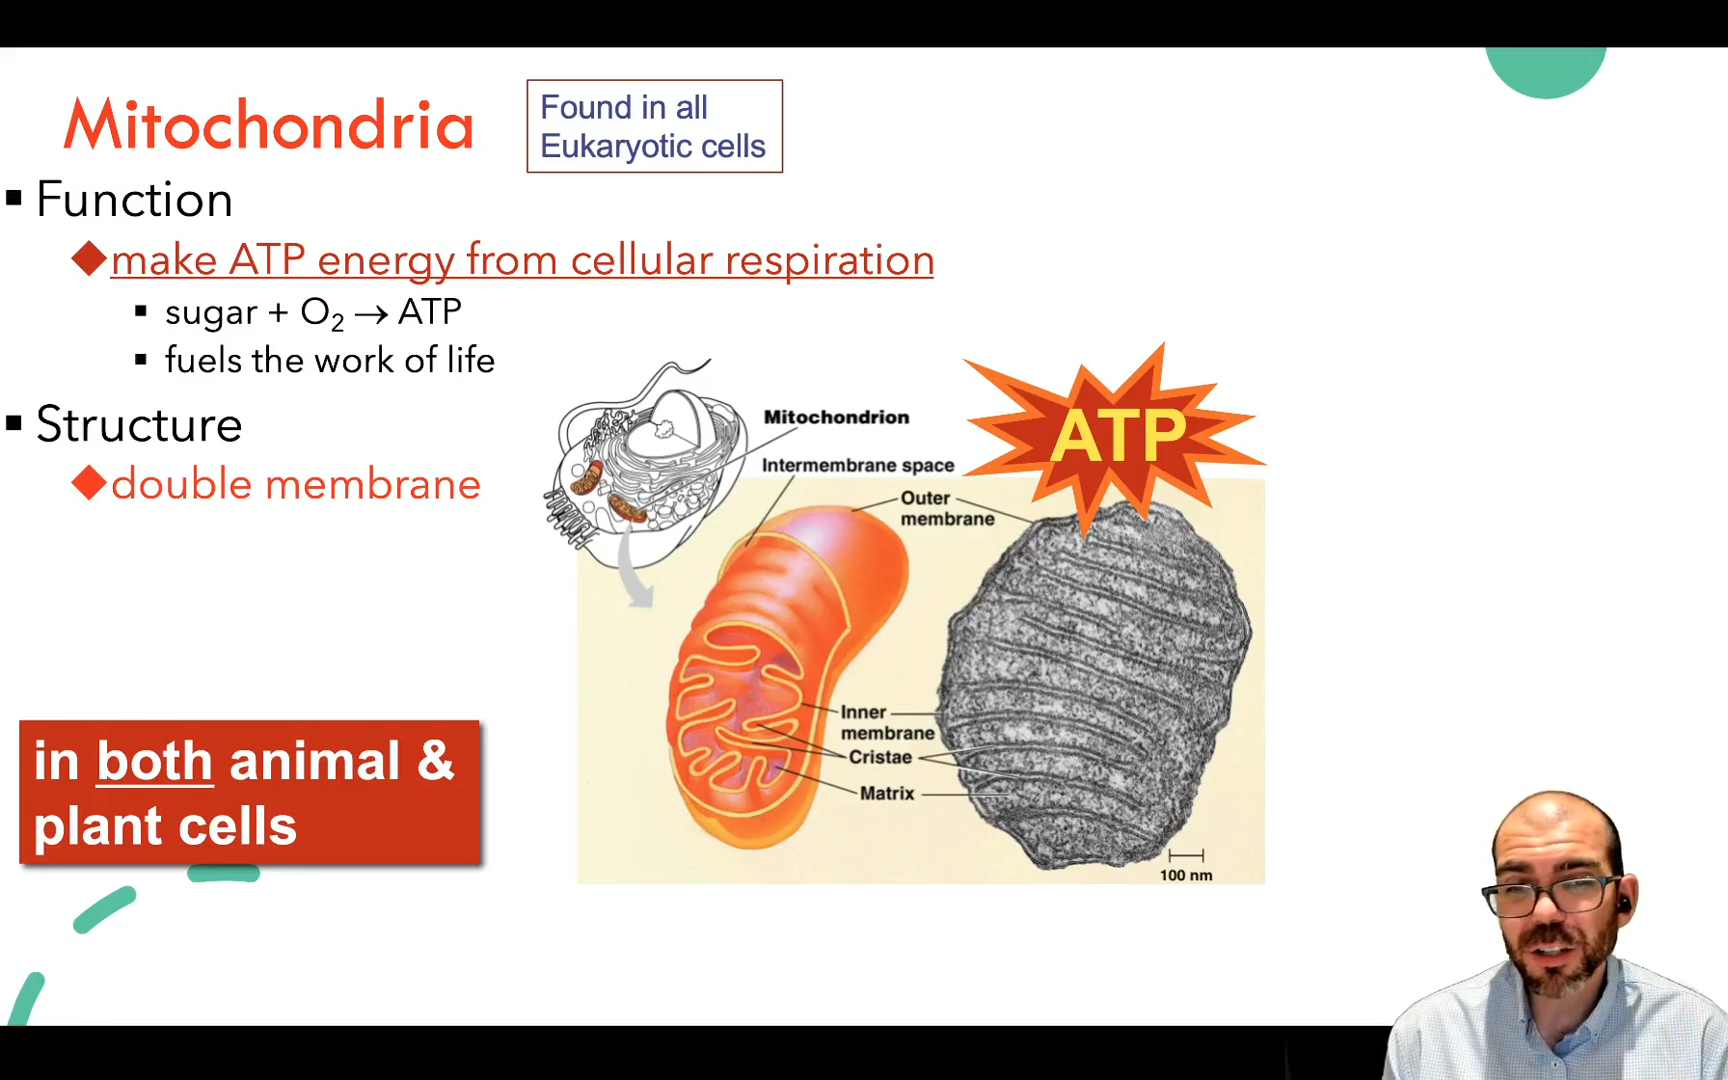 Mitochondria
Found in all
Eukaryotic cells
▪ Function
◆make ATP energy from cellular respiration
▪ sugar + O₂ → ATP
▪ fuels the work of life
▪ Structure
◆double membrane
in both animal &
plant cells
Mitochondrion
Intermembrane space
Outer
membrane
ATP
Inner
membrane
Cristae
Matrix
100 nm